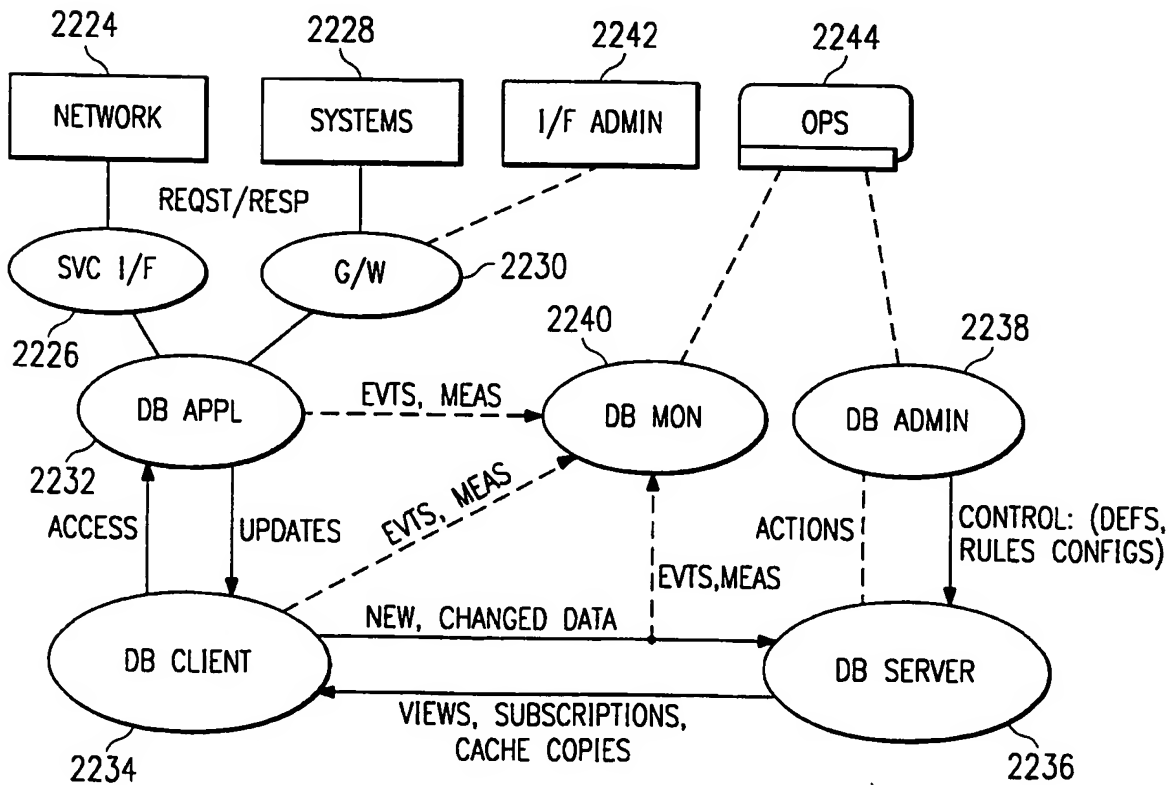 2224
2228
2242
2244
NETWORK
SYSTEMS
I/F ADMIN
OPS
REQST/RESP
SVC I/F
G/W
2230
2226
2240
2238
DB APPL
EVTS, MEAS
DB MON
DB ADMIN
2232
ACCESS
UPDATES
EVTS, MEAS
ACTIONS
CONTROL: (DEFS,
RULES CONFIGS)
EVTS,MEAS
NEW, CHANGED DATA
DB CLIENT
DB SERVER
VIEWS, SUBSCRIPTIONS,
CACHE COPIES
2234
2236